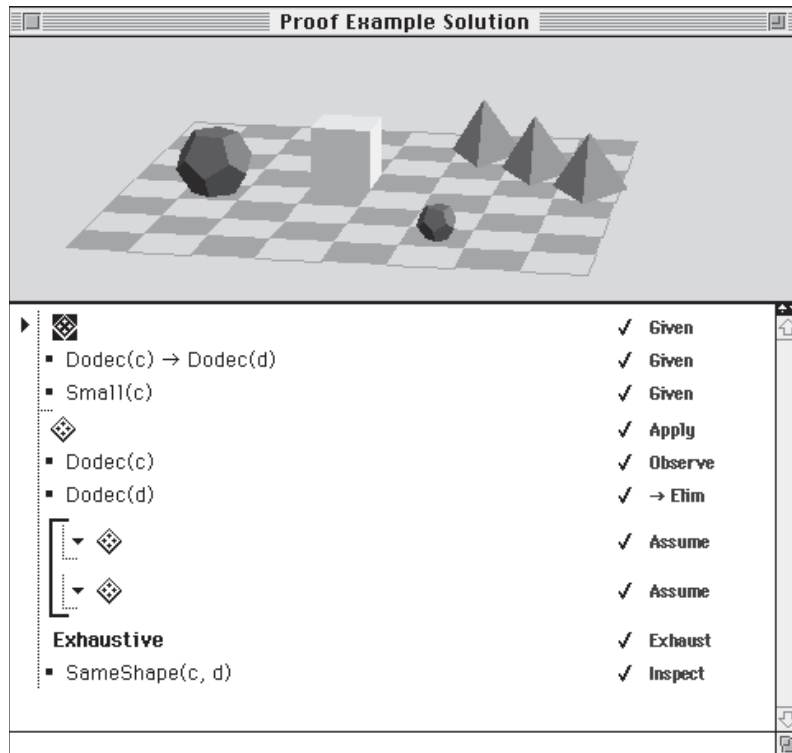 Proof Example Solution
✓ Given
▪ Dodec(c) → Dodec(d) ✓ Given
▪ Small(c) ✓ Given
✓ Apply
▪ Dodec(c) ✓ Observe
▪ Dodec(d) ✓ → Elim
✓ Assume
✓ Assume
Exhaustive ✓ Exhaust
▪ SameShape(c, d) ✓ Inspect